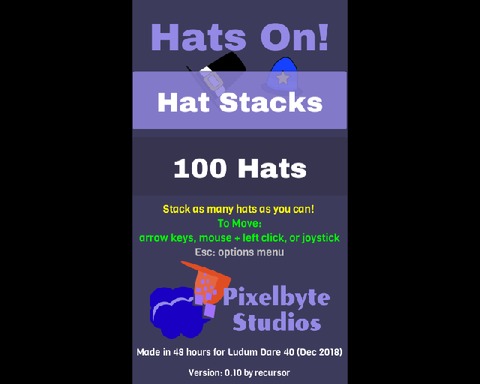 Hats On!
Hat Stacks
100 Hats
Stack as many hats as you can!
To Move:
arrow keys, mouse + left click, or joystick
Esc: options menu
Pixelbyte
Studios
Made in 48 hours for Ludum Dare 40 (Dec 2018)
Version: 0.10 by recursor